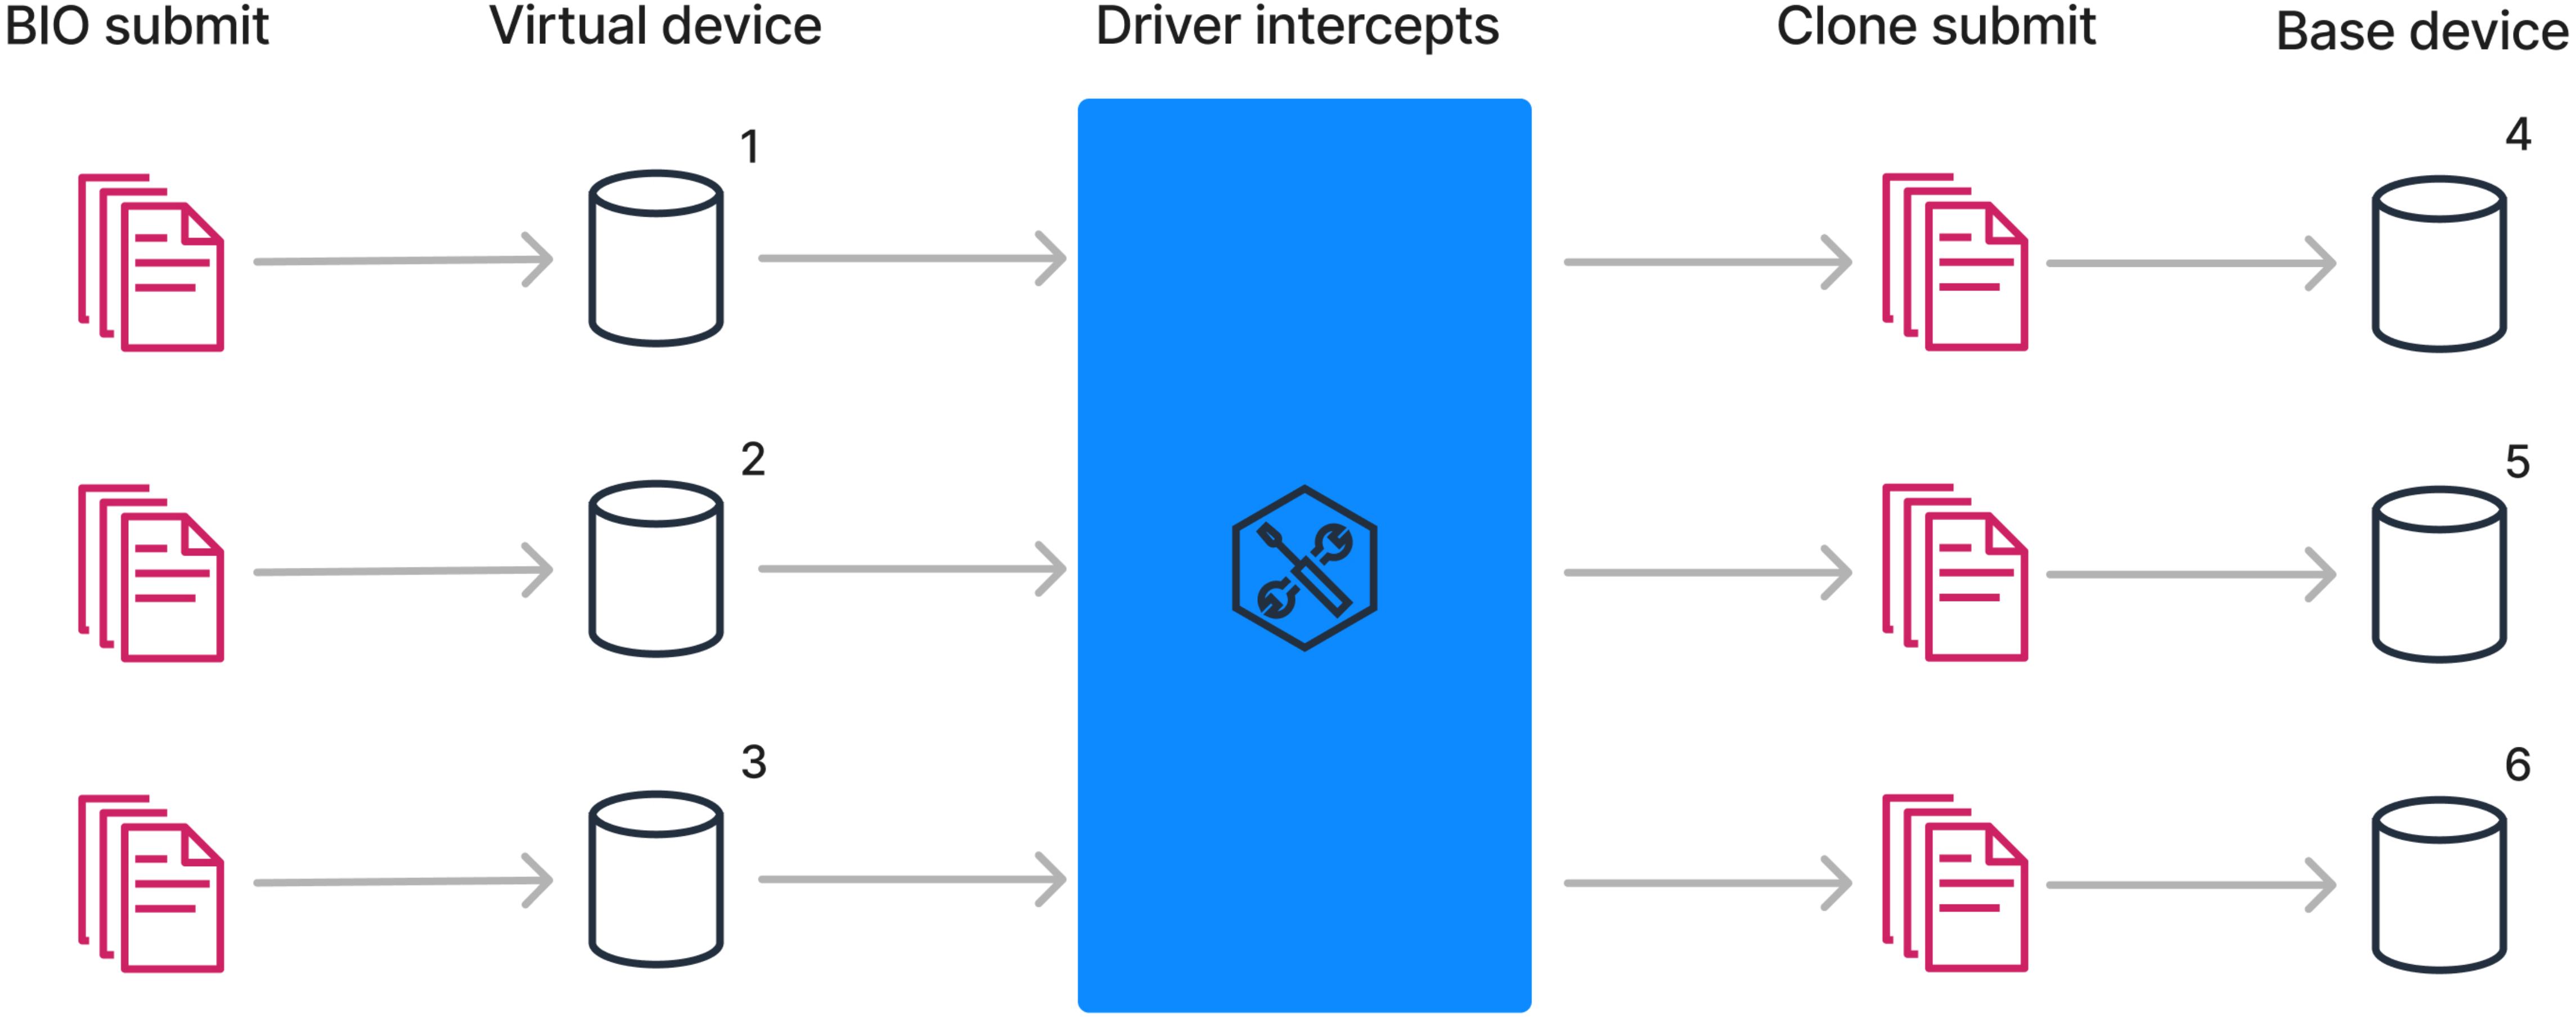 BIO submit
Virtual device
Driver intercepts
Clone submit
Base device
1
4
2
5
3
6